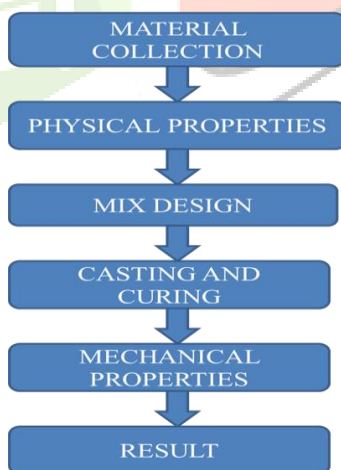 MATERIAL
COLLECTION
PHYSICAL PROPERTIES
MIX DESIGN
CASTING AND
CURING
MECHANICAL
PROPERTIES
RESULT